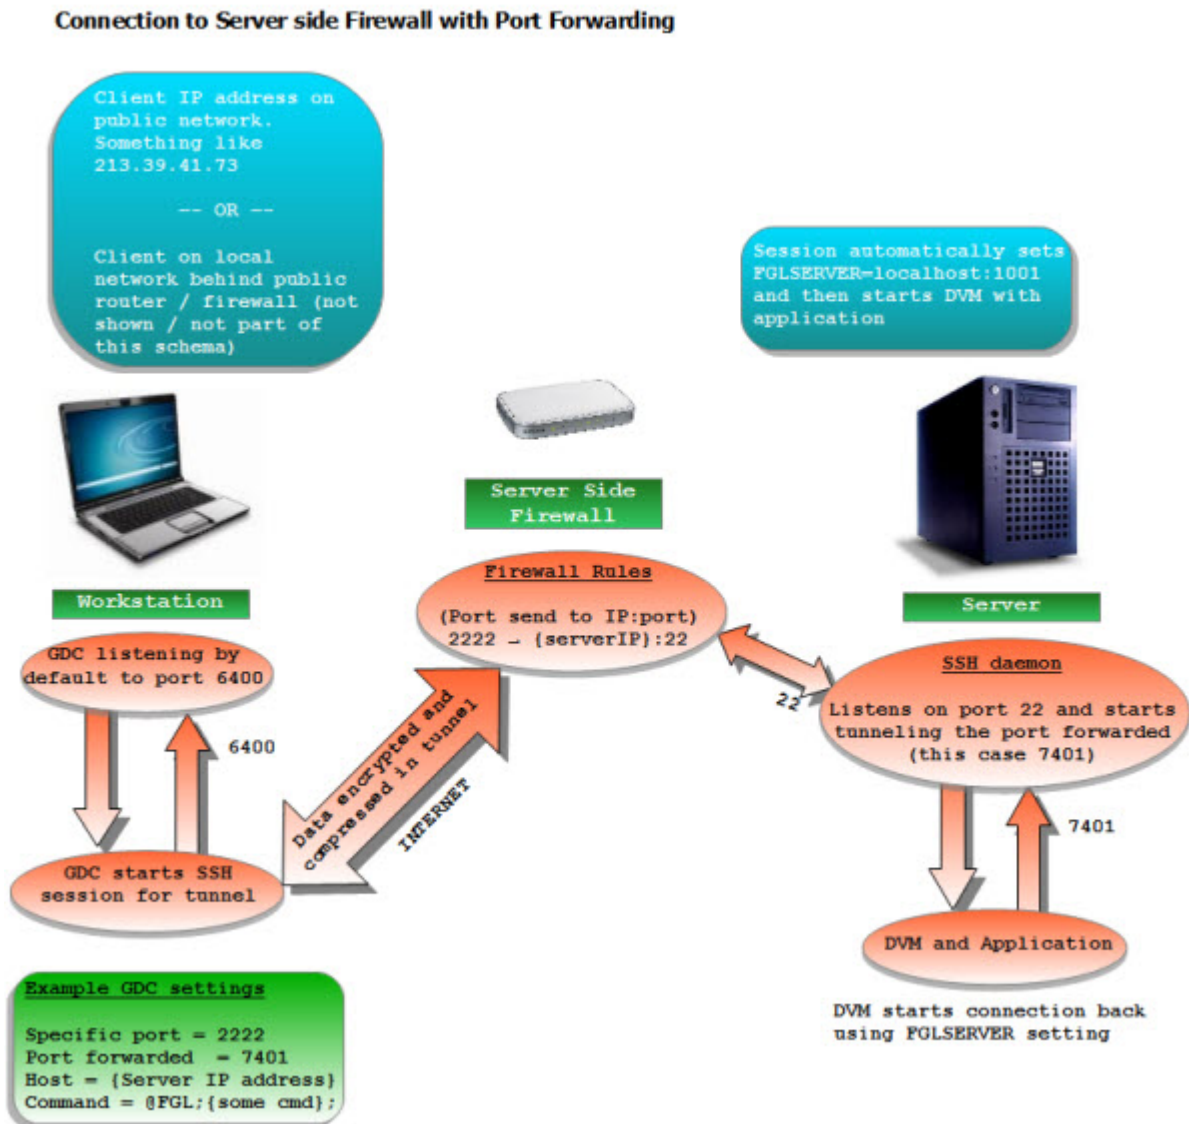 Connection to Server side Firewall with Port Forwarding
Client IP address on
public network.
Something like
213.39.41.73
-- OR --
Client on local
network behind public
router / firewall (not
shown / not part of
this schema)
Session automatically sets
FGLSERVER=localhost:1001
and then starts DVM with
application
Server Side
Firewall
Workstation
Server
Firewall Rules
(Port send to IP:port)
2222 → {serverIP}:22
GDC listening by
default to port 6400
6400
GDC starts SSH
session for tunnel
Data encrypted and
compressed in tunnel
INTERNET
22
SSH daemon
Listens on port 22 and starts
tunneling the port forwarded
(this case 7401)
7401
DVM and Application
DVM starts connection back
using FGLSERVER setting
Example GDC settings
Specific port = 2222
Port forwarded = 7401
Host = {Server IP address}
Command = @FGL;{some cmd};